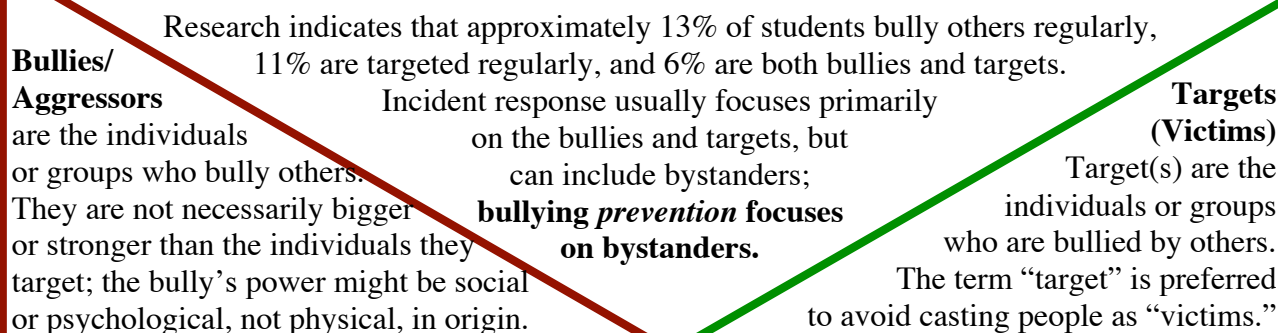 Research indicates that approximately 13% of students bully others regularly,
11% are targeted regularly, and 6% are both bullies and targets.
Incident response usually focuses primarily
on the bullies and targets, but
can include bystanders;
bullying prevention focuses
on bystanders.
Bullies/
Aggressors
are the individuals
or groups who bully others.
They are not necessarily bigger
or stronger than the individuals they
target; the bully’s power might be social
or psychological, not physical, in origin.
Targets
(Victims)
Target(s) are the
individuals or groups
who are bullied by others.
The term “target” is preferred
to avoid casting people as “victims.”